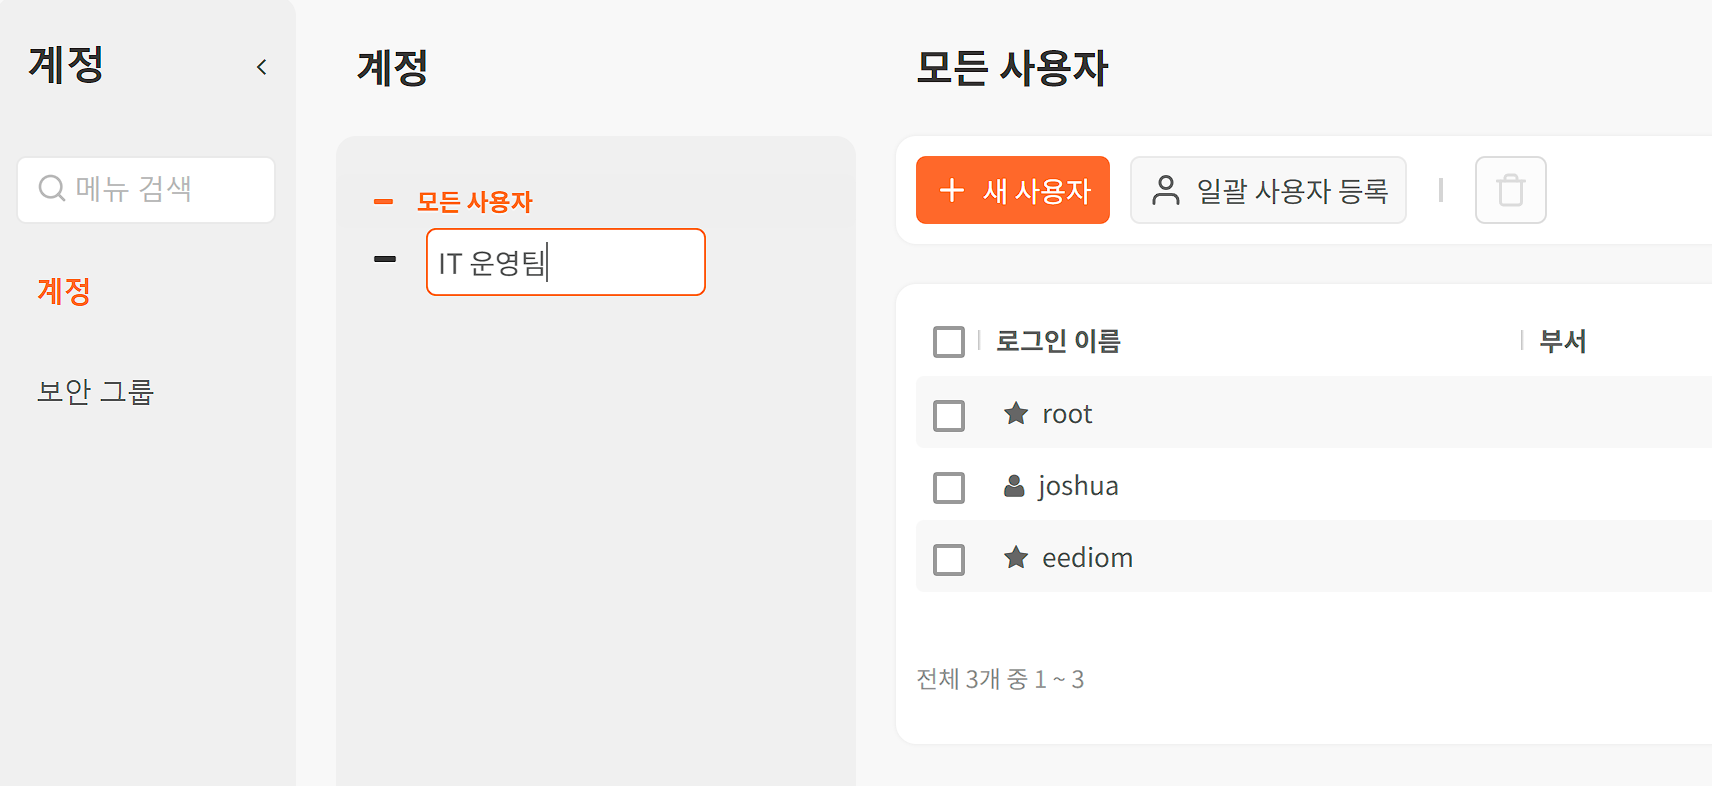 계정
메뉴 검색
계정
보안 그룹
계정
모든 사용자
IT 운영팀
모든 사용자
새 사용자
일괄 사용자 등록
로그인 이름
부서
root
joshua
eediom
전체 3개 중 1 ~ 3